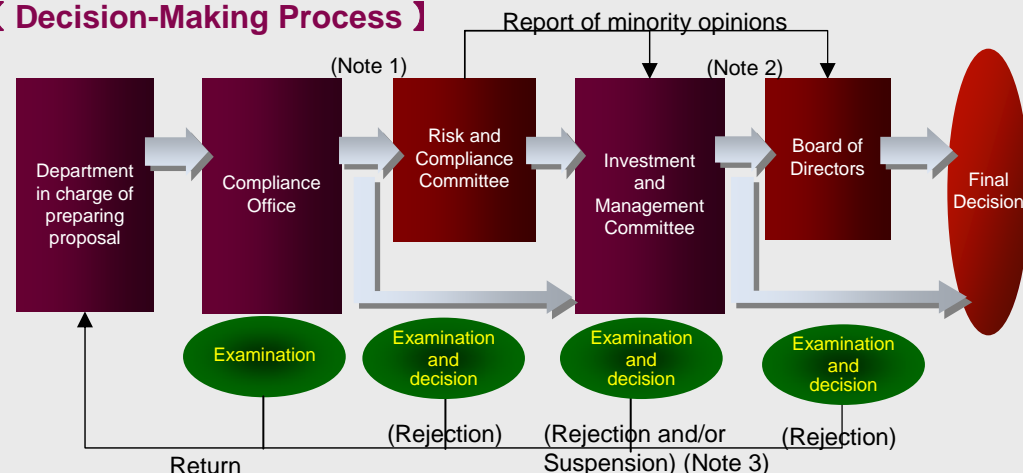 【 Decision-Making Process 】
Report of minority opinions
(Note 1)
(Note 2)
Department
in charge of
preparing
proposal
Compliance
Office
Risk and
Compliance
Committee
Investment
and
Management
Committee
Board of
Directors
Final
Decision
Examination
Examination
and
decision
Examination
and
decision
Examination
and
decision
(Rejection)
(Rejection and/or
Suspension) (Note 3)
(Rejection)
Return